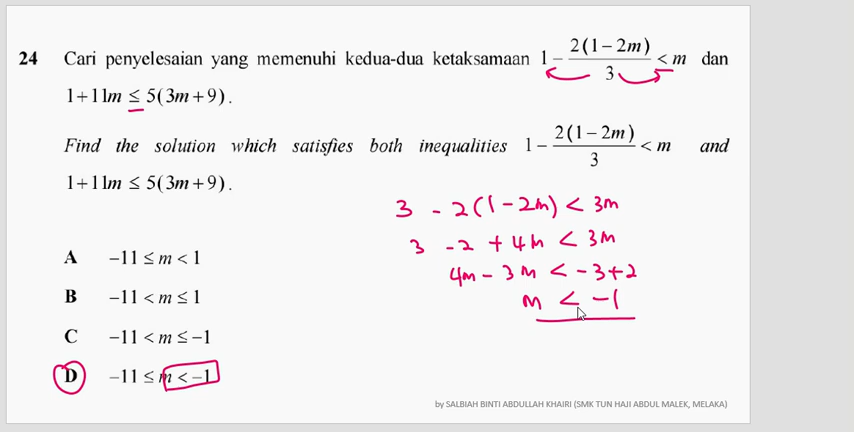 24 Cari penyelesaian yang memenuhi kedua-dua ketaksamaan 1 - 2(1-2m)/3 < m dan
1+11m ≤ 5(3m+9).
Find the solution which satisfies both inequalities 1 - 2(1-2m)/3 < m and
1+11m ≤ 5(3m+9).
3 - 2(1-2m) < 3m
3 - 2 + 4m < 3m
4m - 3m < -3+2
m < -1
A -11 ≤ m < 1
B -11 < m ≤ 1
C -11 < m ≤ -1
D -11 ≤ m < -1
by SALBIAH BINTI ABDULLAH KHAIRI (SMK TUN HAJI ABDUL MALEK, MELAKA)